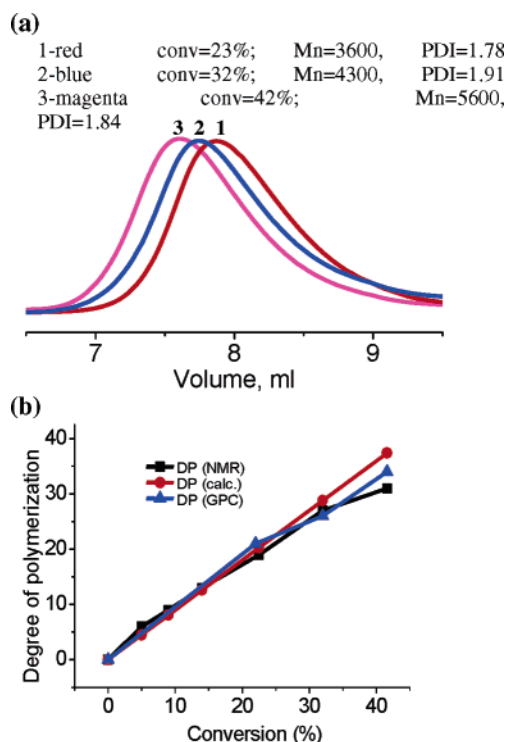 (a)
1-red conv=23%; Mn=3600, PDI=1.78
2-blue conv=32%; Mn=4300, PDI=1.91
3-magenta conv=42%; Mn=5600,
PDI=1.84
3 2 1
7 8 9
Volume, ml
(b)
Degree of polymerization
40
30
20
10
0
DP (NMR)
DP (calc.)
DP (GPC)
0 10 20 30 40
Conversion (%)